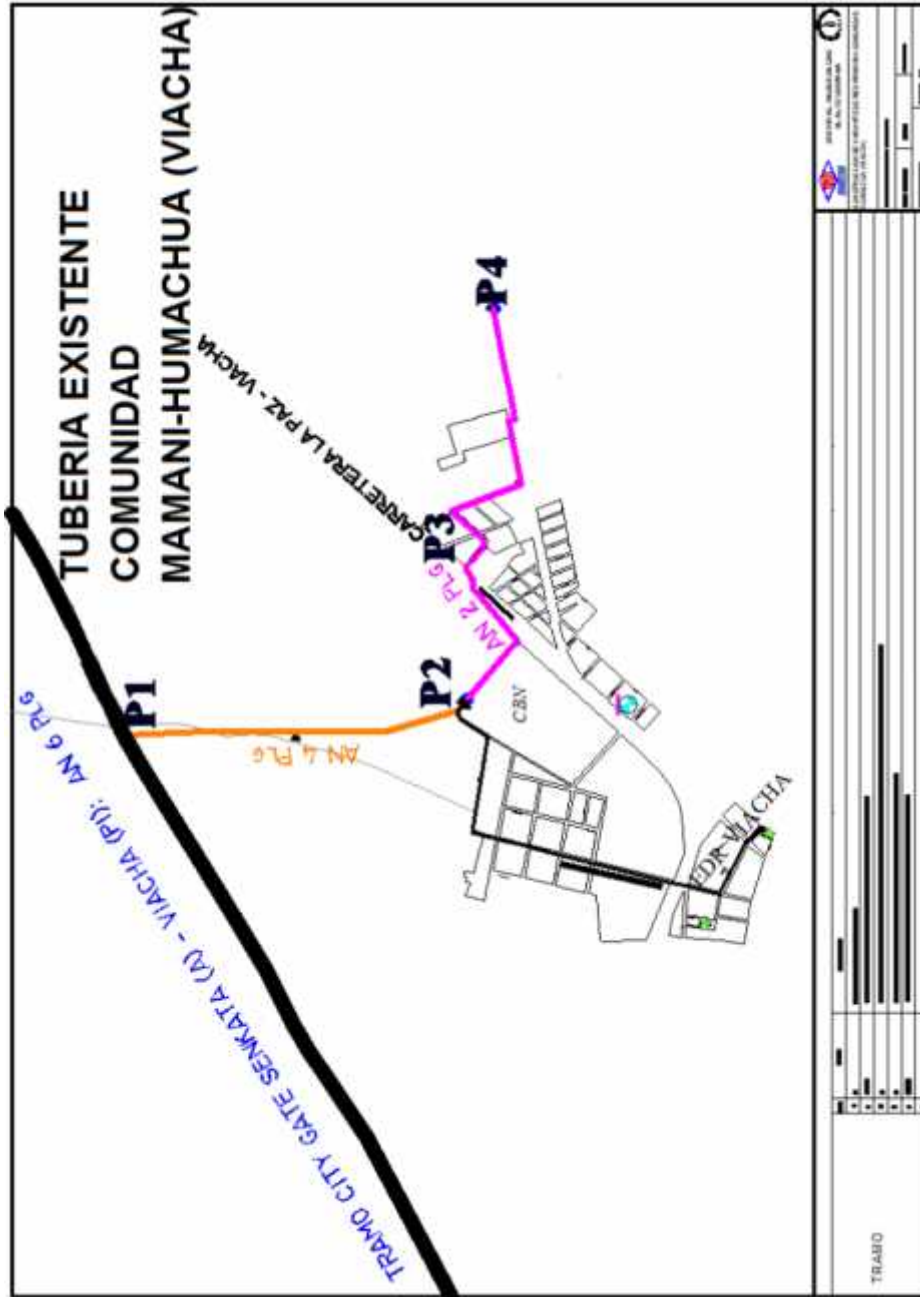 TUBERIA EXISTENTE
COMUNIDAD
MAMANI-HUMACHUA (VIACHA)
CARRETERA LA PAZ - VIACHA
TRAMO CITY GATE SENKATA (A) - VIACHA (P1): AN 6 PLG
P1
AN 4 PLG
P2
AN 2 PLG
P3
P4
CBN
EDR-VIACHA
TRAMO